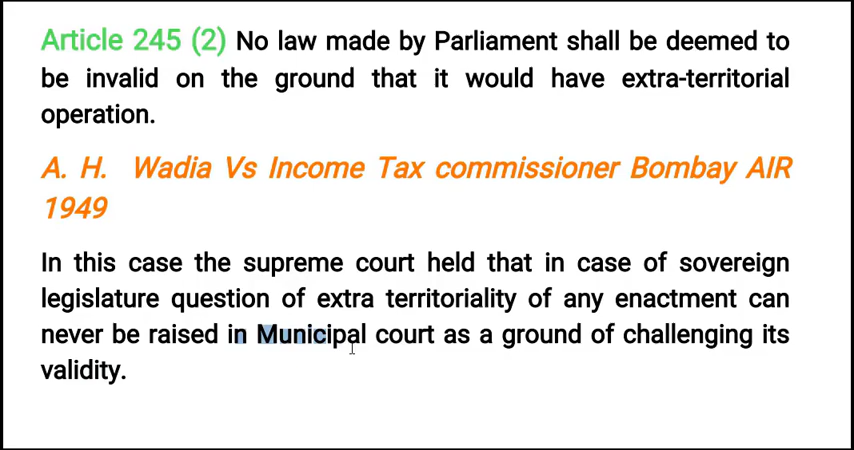 Article 245 (2) No law made by Parliament shall be deemed to
be invalid on the ground that it would have extra-territorial
operation.
A. H. Wadia Vs Income Tax commissioner Bombay AIR
1949
In this case the supreme court held that in case of sovereign
legislature question of extra territoriality of any enactment can
never be raised in Municipal court as a ground of challenging its
validity.